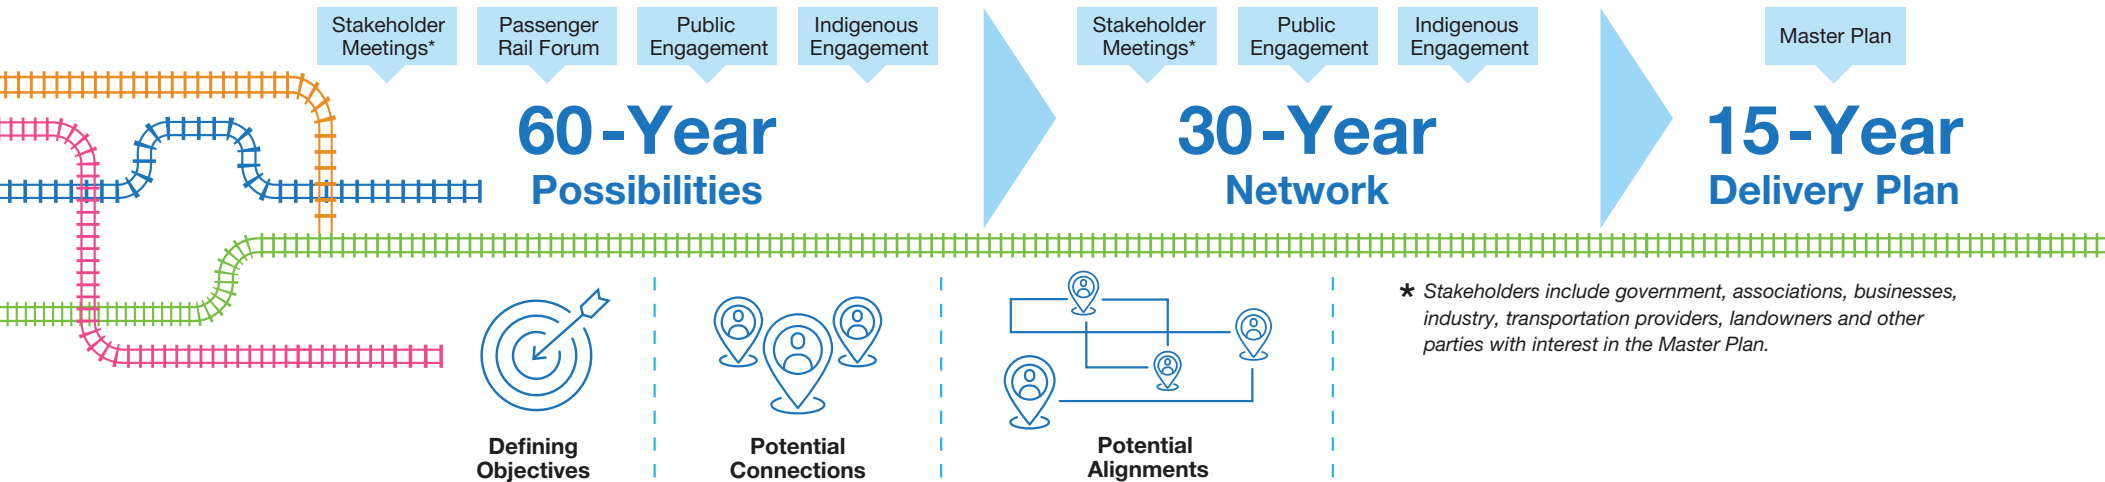 Stakeholder
Meetings*
Passenger
Rail Forum
Public
Engagement
Indigenous
Engagement
60-Year
Possibilities
Stakeholder
Meetings*
Public
Engagement
Indigenous
Engagement
30-Year
Network
Master Plan
15-Year
Delivery Plan
Defining
Objectives
Potential
Connections
Potential
Alignments
* Stakeholders include government, associations, businesses,
industry, transportation providers, landowners and other
parties with interest in the Master Plan.